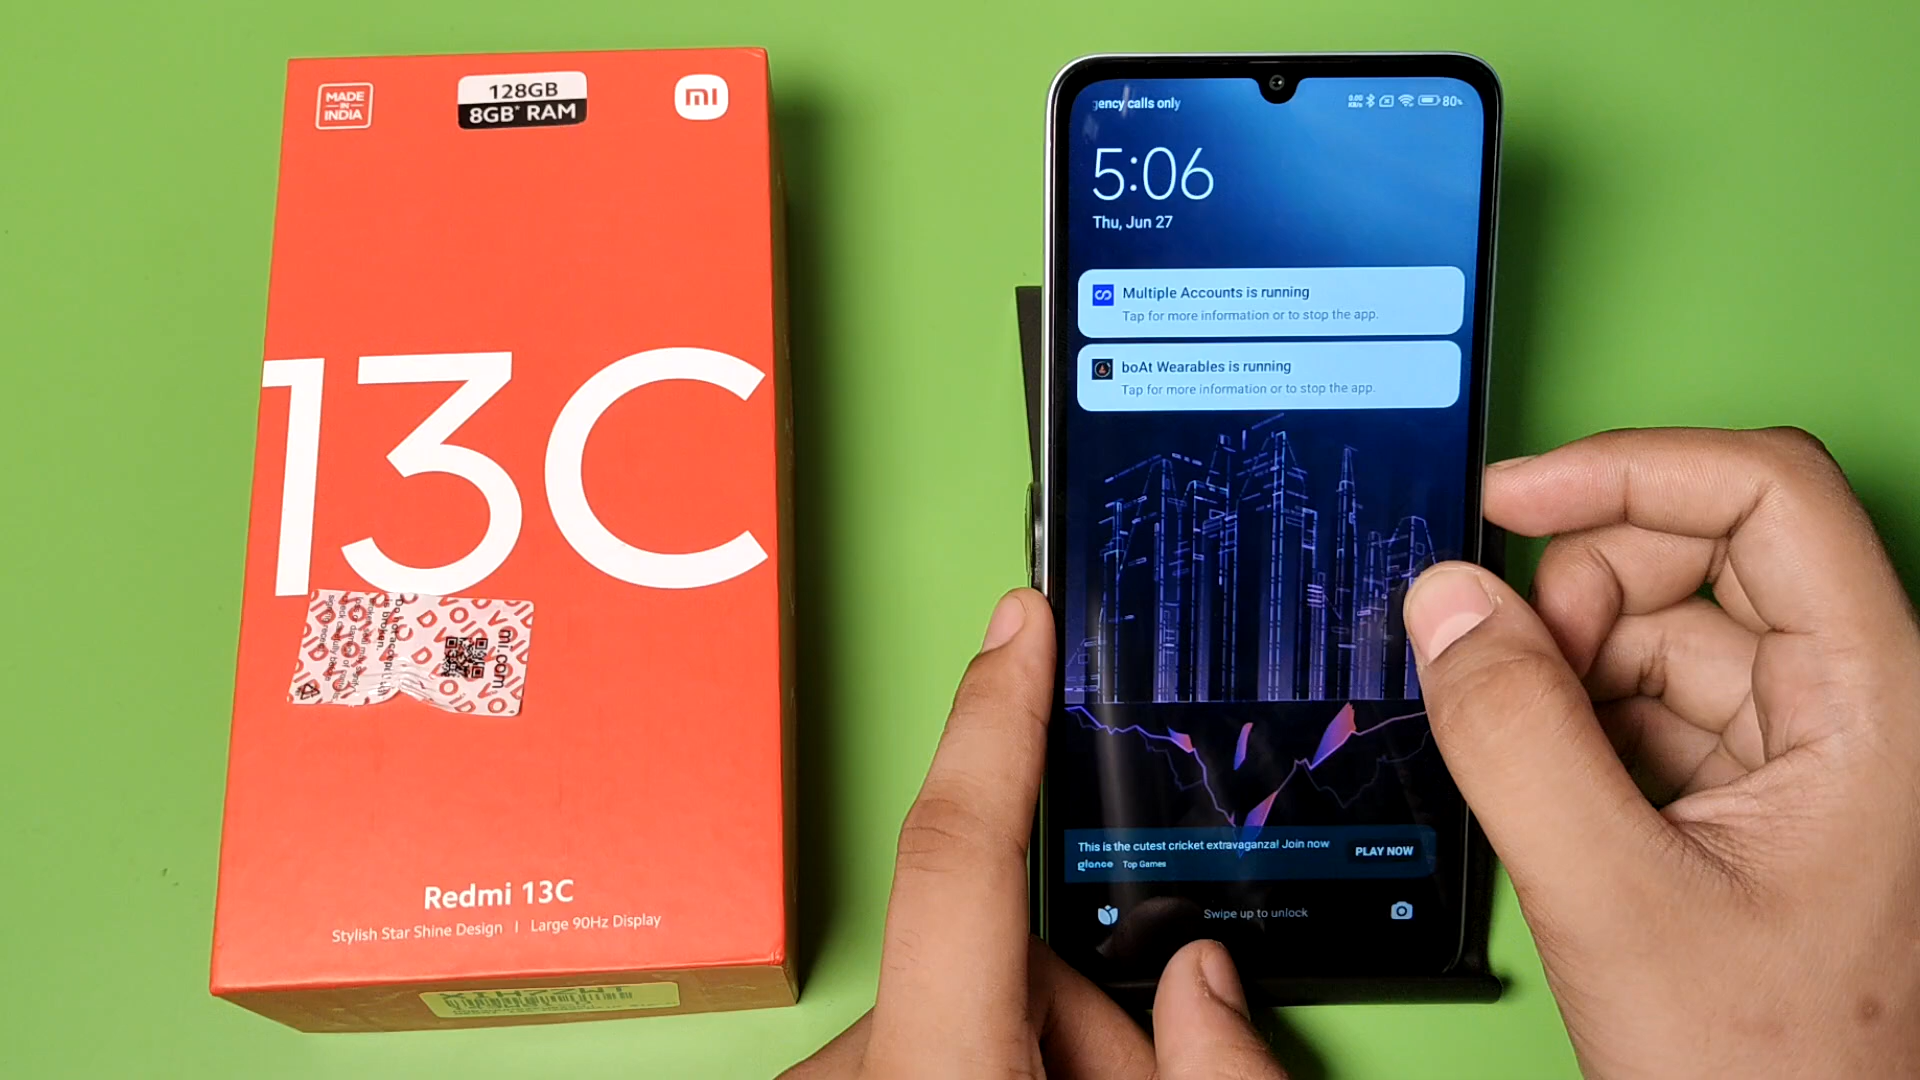 MADE
IN
INDIA
128GB
8GB* RAM
mi
13C
VOID
mi.com
Redmi 13C
Stylish Star Shine Design | Large 90Hz Display
gency calls only
80%
5:06
Thu, Jun 27
Multiple Accounts is running
Tap for more information or to stop the app.
boAt Wearables is running
Tap for more information or to stop the app.
This is the cutest cricket extravaganza! Join now
glance Top Games
PLAY NOW
Swipe up to unlock